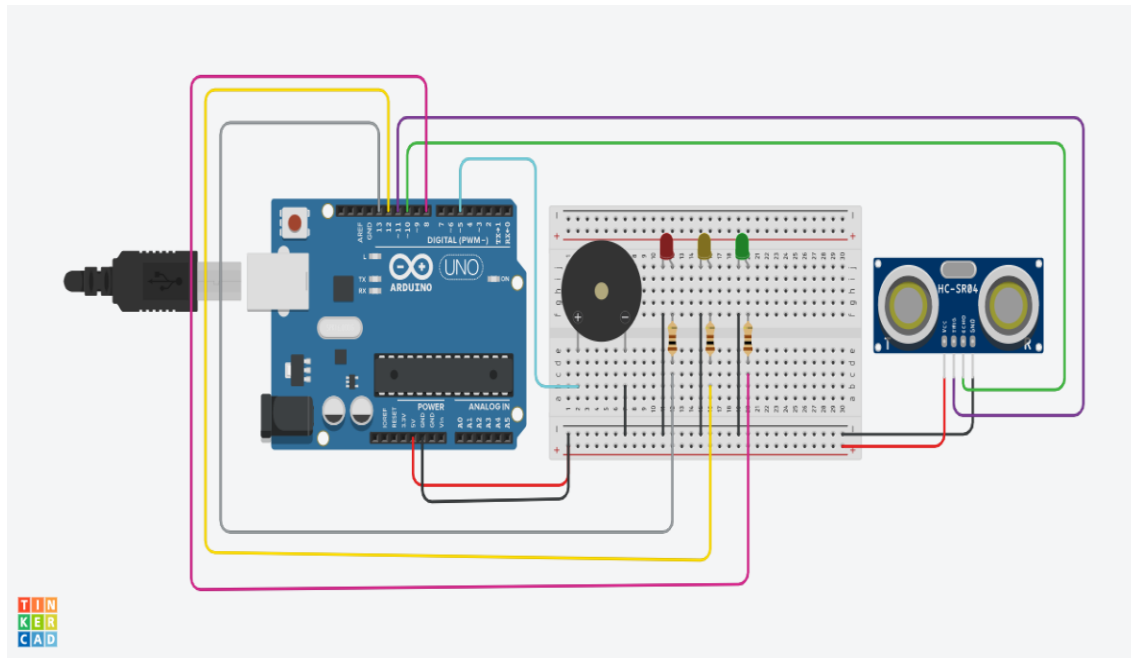 AREF
GND
13
12
~11
~10
~9
8
7
~6
~5
4
~3
2
TX→1
RX←0
DIGITAL (PWM~)
L
TX
RX
UNO
ARDUINO
ON
IOREF
RESET
3.3V
5V
GND
GND
Vin
POWER
ANALOG IN
A0
A1
A2
A3
A4
A5
HC-SR04
VCC
TRIG
ECHO
GND
T
R
TIN
KER
CAD